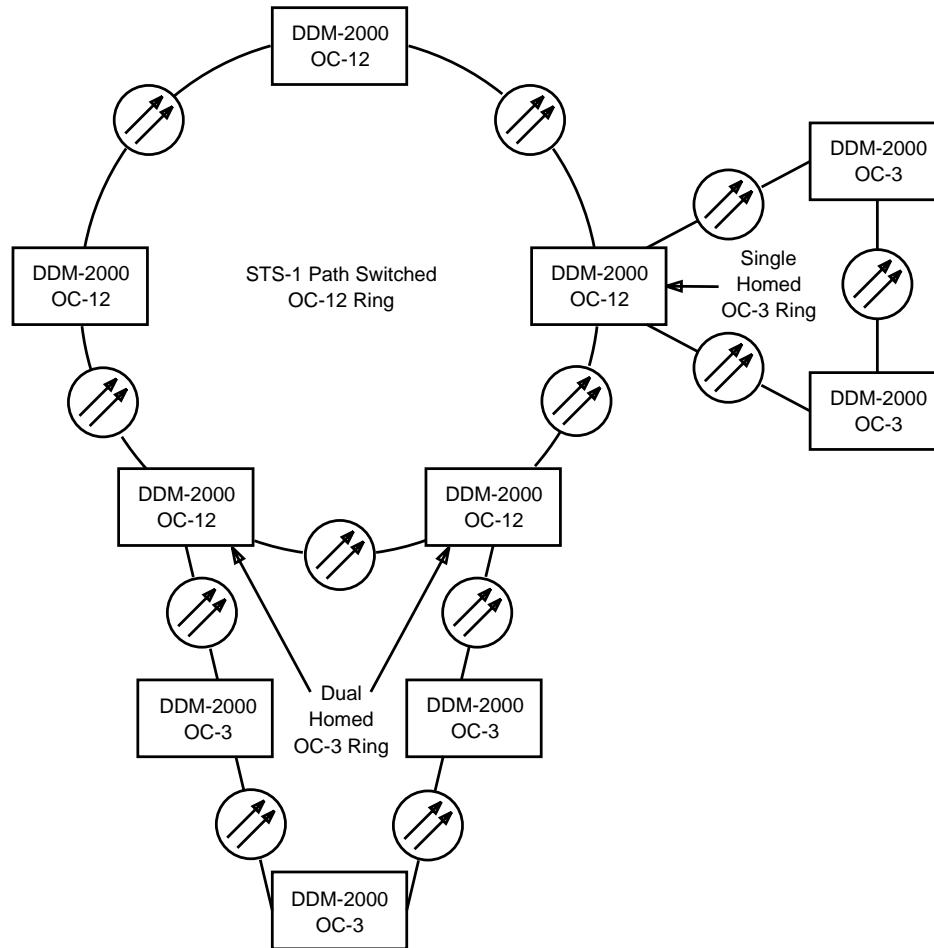 DDM-2000
OC-12
DDM-2000
OC-3
DDM-2000
OC-12
STS-1 Path Switched
OC-12 Ring
DDM-2000
OC-12
Single
Homed
OC-3 Ring
DDM-2000
OC-3
DDM-2000
OC-12
DDM-2000
OC-12
Dual
Homed
OC-3 Ring
DDM-2000
OC-3
DDM-2000
OC-3
DDM-2000
OC-3